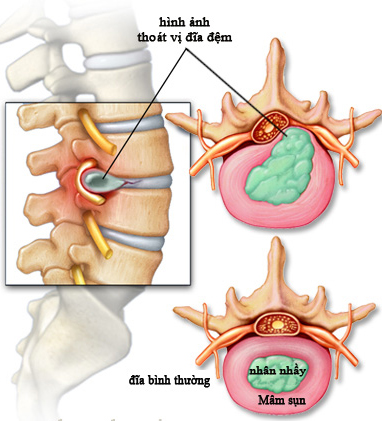 hình ảnh
thoát vị đĩa đệm
nhân nhầy
đĩa bình thường
Mâm sụn